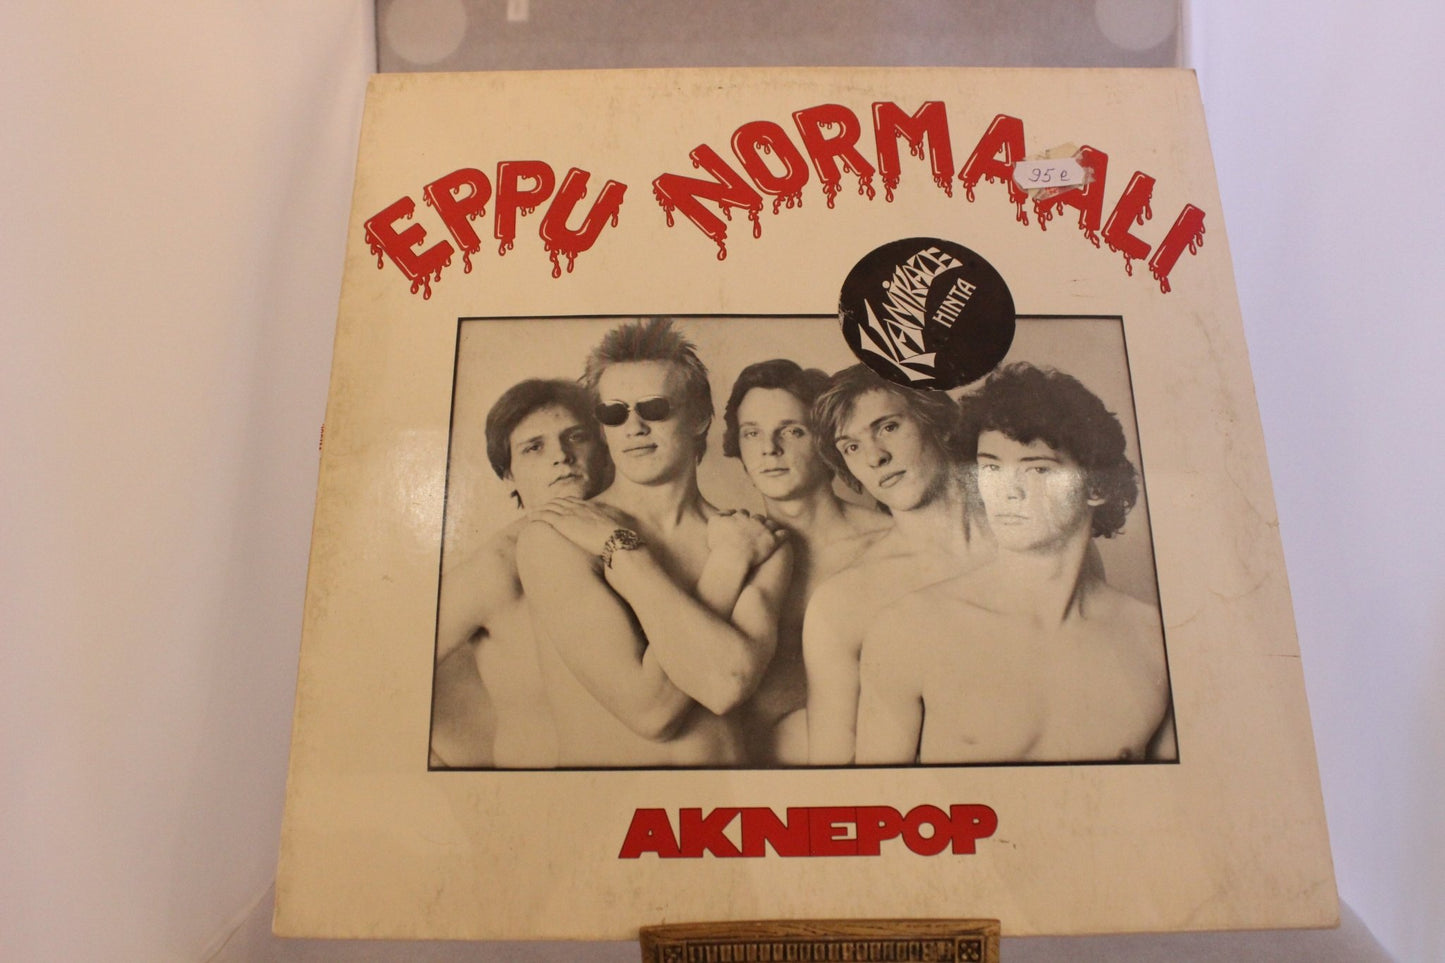 EPPU NORMAALI
95 e
KAMIKAZE
HINTA
AKNEPOP